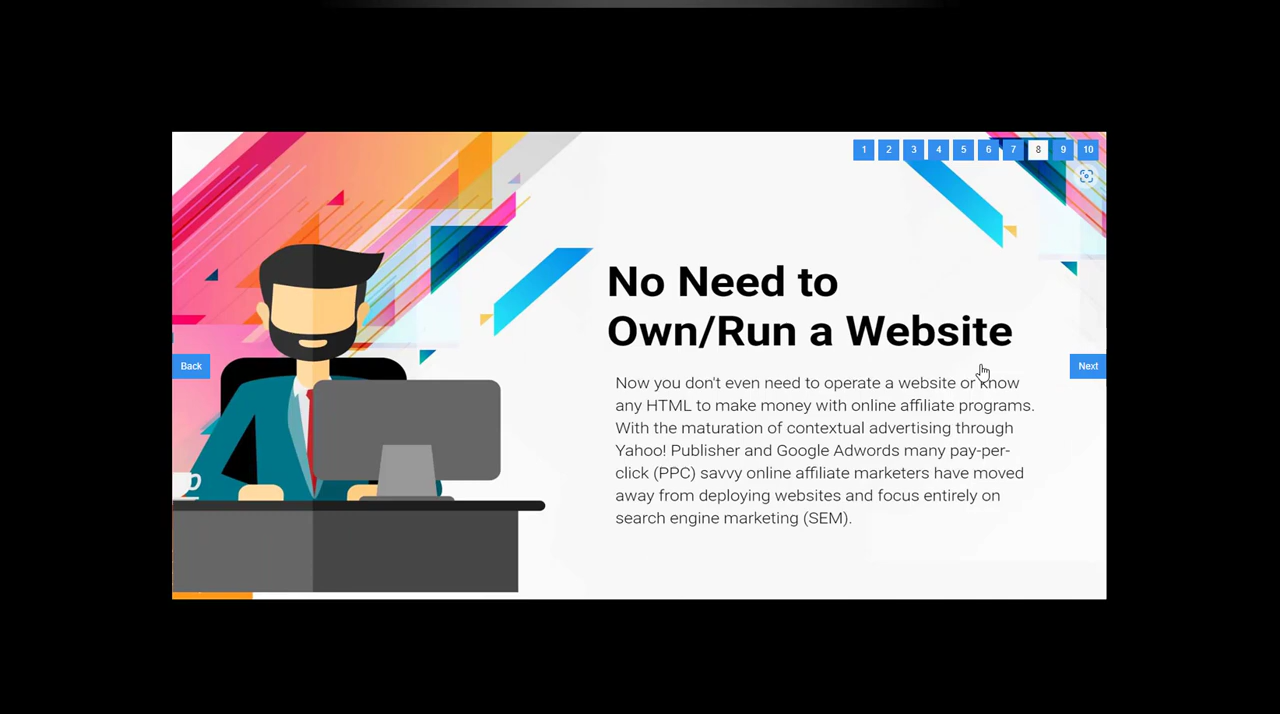 1 2 3 4 5 6 7 8 9 10
No Need to
Own/Run a Website
Back
Next
Now you don't even need to operate a website or know
any HTML to make money with online affiliate programs.
With the maturation of contextual advertising through
Yahoo! Publisher and Google Adwords many pay-per-
click (PPC) savvy online affiliate marketers have moved
away from deploying websites and focus entirely on
search engine marketing (SEM).